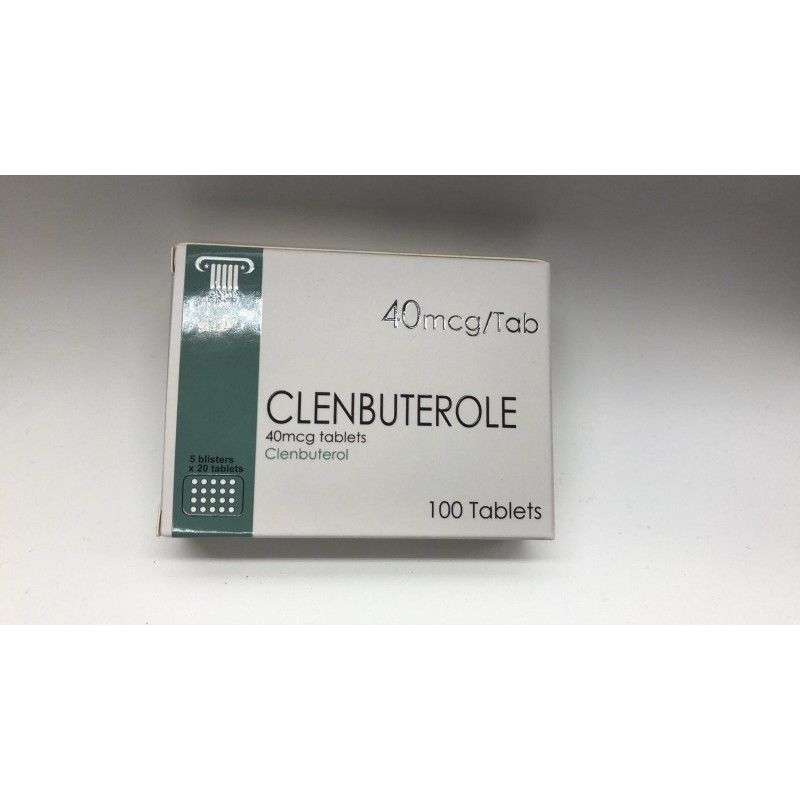 40mcg/Tab
CLENBUTEROLE
40mcg tablets
Clenbuterol
5 blisters
x 20 tablets
100 Tablets